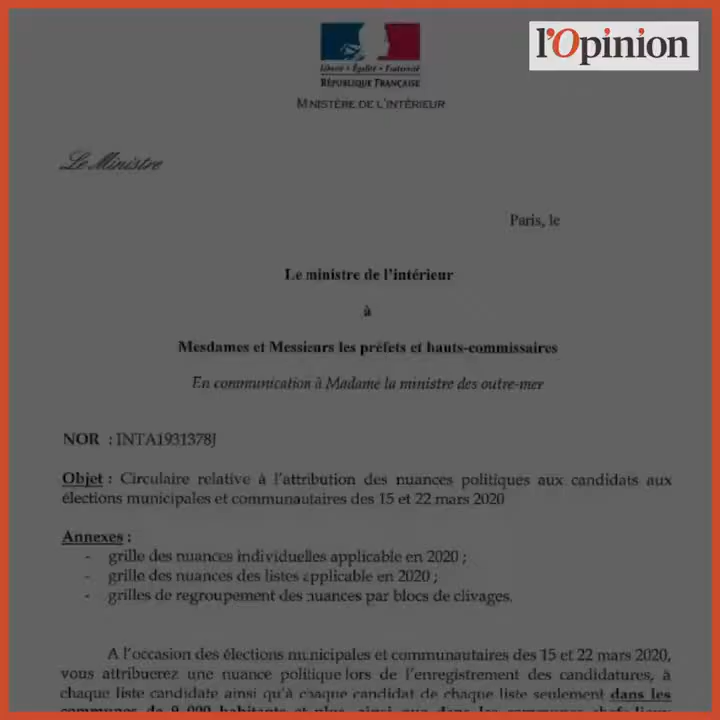 l'Opinion
Liberté • Égalité • Fraternité
RÉPUBLIQUE FRANÇAISE
MINISTÈRE DE L'INTÉRIEUR
Le Ministre
Paris, le
Le ministre de l'intérieur
à
Mesdames et Messieurs les préfets et hauts-commissaires
En communication à Madame la ministre des outre-mer
NOR : INTA1931378J
Objet : Circulaire relative à l'attribution des nuances politiques aux candidats aux
élections municipales et communautaires des 15 et 22 mars 2020
Annexes :
- grille des nuances individuelles applicable en 2020 ;
- grille des nuances des listes applicable en 2020 ;
- grilles de regroupement des nuances par blocs de clivages.
A l'occasion des élections municipales et communautaires des 15 et 22 mars 2020,
vous attribuerez une nuance politique lors de l'enregistrement des candidatures, à
chaque liste candidate ainsi qu'à chaque candidat de chaque liste seulement dans les